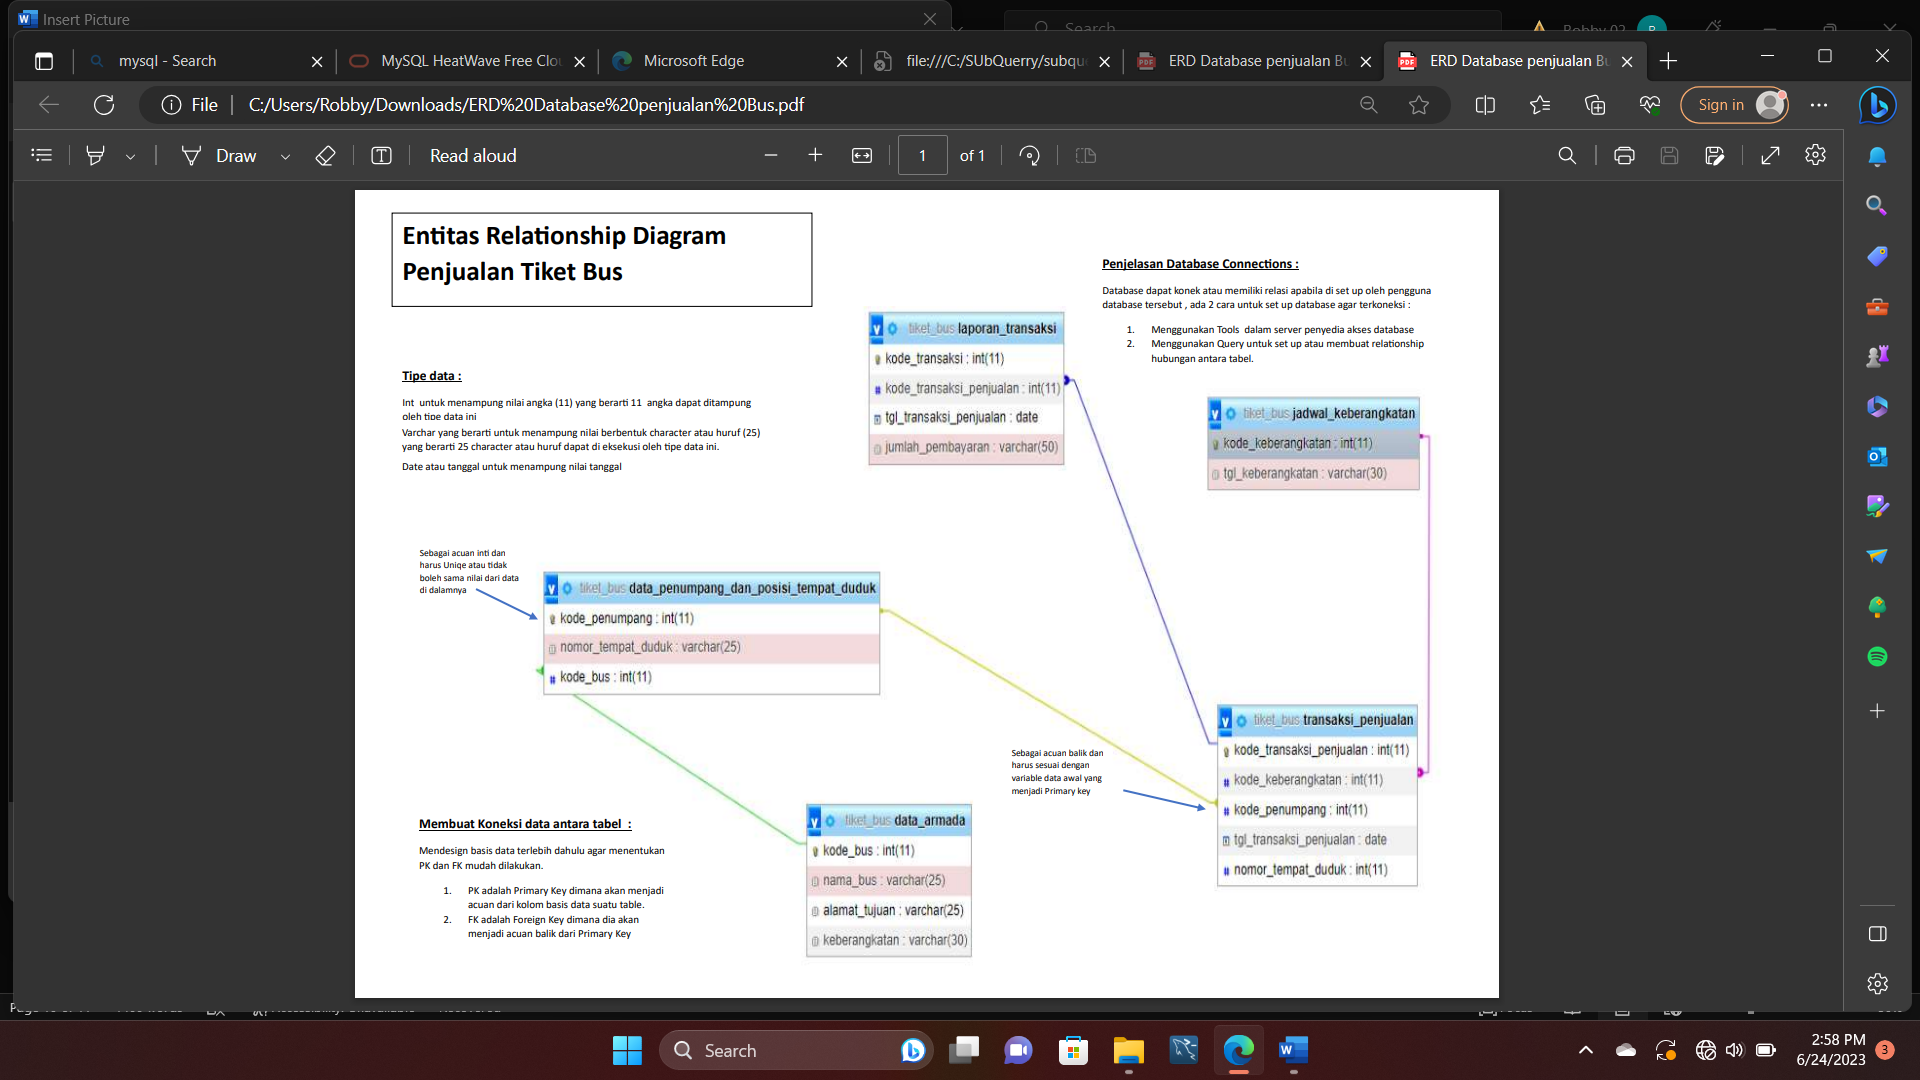 Insert Picture
Search
mysql - Search
MySQL HeatWave Free Clo
Microsoft Edge
file:///C:/SUbQuerry/subqu
ERD Database penjualan Bu
ERD Database penjualan Bu
File
C:/Users/Robby/Downloads/ERD%20Database%20penjualan%20Bus.pdf
Sign in
Draw
Read aloud
1
of 1
Entitas Relationship Diagram
Penjualan Tiket Bus
Penjelasan Database Connections :
Database dapat konek atau memiliki relasi apabila di set up oleh pengguna
database tersebut , ada 2 cara untuk set up database agar terkoneksi :
1. Menggunakan Tools dalam server penyedia akses database
2. Menggunakan Query untuk set up atau membuat relationship
hubungan antara tabel.
tiket_bus laporan_transaksi
kode_transaksi : int(11)
kode_transaksi_penjualan : int(11)
tgl_transaksi_penjualan : date
jumlah_pembayaran : varchar(50)
Tipe data :
Int untuk menampung nilai angka (11) yang berarti 11 angka dapat ditampung
oleh tipe data ini
Varchar yang berarti untuk menampung nilai berbentuk character atau huruf (25)
yang berarti 25 character atau huruf dapat di eksekusi oleh tipe data ini.
Date atau tanggal untuk menampung nilai tanggal
tiket_bus jadwal_keberangkatan
kode_keberangkatan : int(11)
tgl_keberangkatan : varchar(30)
Sebagai acuan inti dan
harus Uniqe atau tidak
boleh sama nilai dari data
di dalamnya
tiket_bus data_penumpang_dan_posisi_tempat_duduk
kode_penumpang : int(11)
nomor_tempat_duduk : varchar(25)
kode_bus : int(11)
tiket_bus transaksi_penjualan
kode_transaksi_penjualan : int(11)
kode_keberangkatan : int(11)
kode_penumpang : int(11)
tgl_transaksi_penjualan : date
nomor_tempat_duduk : int(11)
Sebagai acuan balik dan
harus sesuai dengan
variable data awal yang
menjadi Primary key
tiket_bus data_armada
kode_bus : int(11)
nama_bus : varchar(25)
alamat_tujuan : varchar(25)
keberangkatan : varchar(30)
Membuat Koneksi data antara tabel :
Mendesign basis data terlebih dahulu agar menentukan
PK dan FK mudah dilakukan.
1. PK adalah Primary Key dimana akan menjadi
acuan dari kolom basis data suatu table.
2. FK adalah Foreign Key dimana dia akan
menjadi acuan balik dari Primary Key
Search
2:58 PM
6/24/2023
3